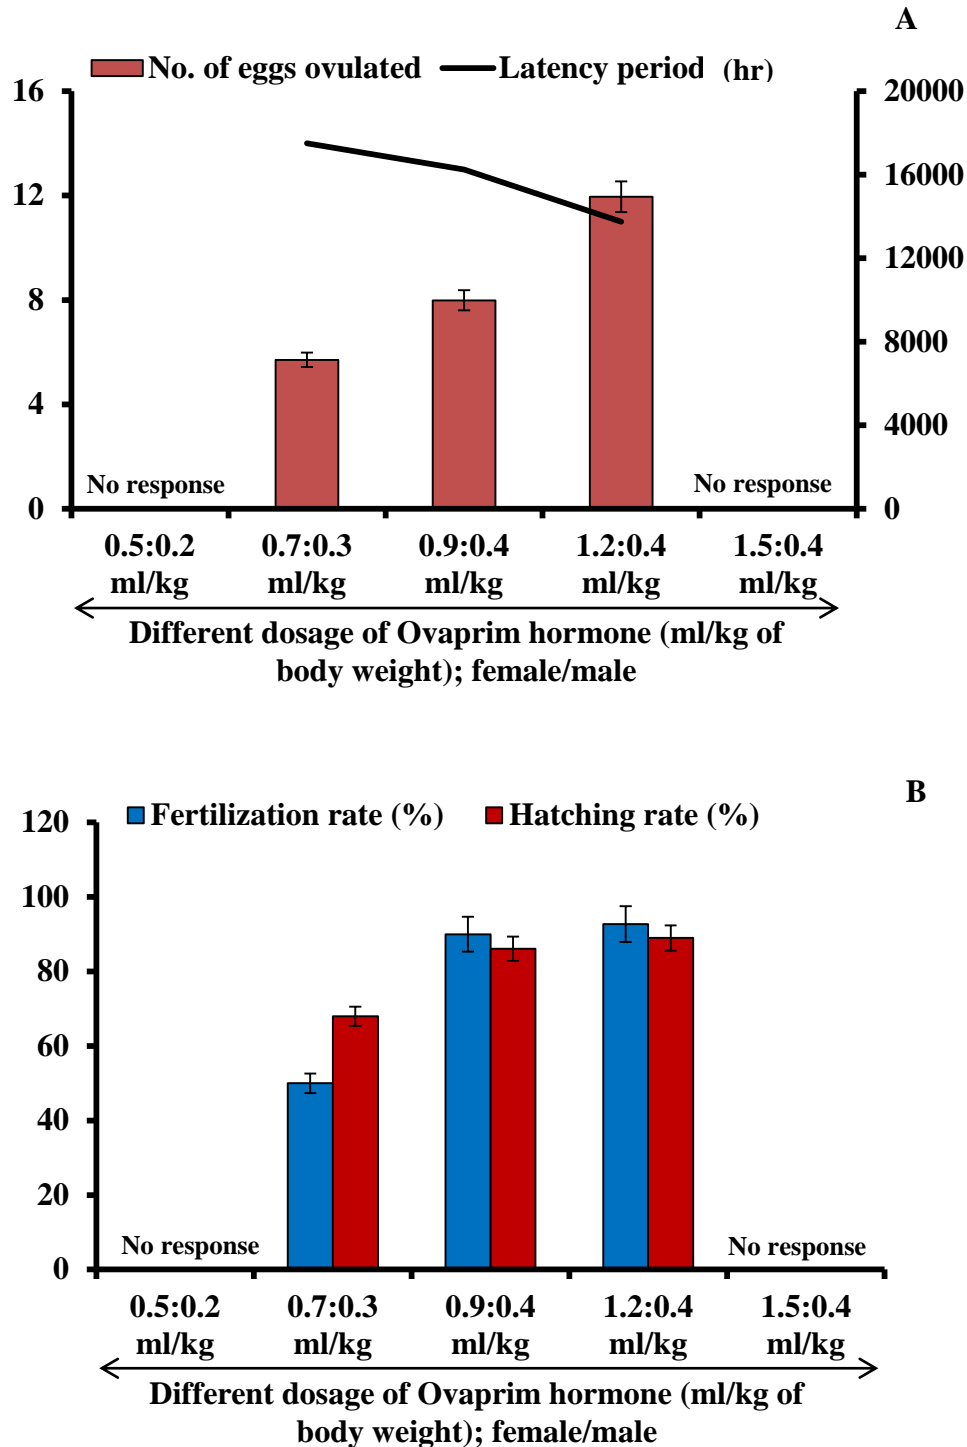 A
No. of eggs ovulated Latency period (hr)
16 20000
12 16000
12000
8 8000
4 4000
0 0
No response No response
0.5:0.2 0.7:0.3 0.9:0.4 1.2:0.4 1.5:0.4
ml/kg ml/kg ml/kg ml/kg ml/kg
Different dosage of Ovaprim hormone (ml/kg of
body weight); female/male
B
Fertilization rate (%) Hatching rate (%)
120
100
80
60
40
20
0
No response No response
0.5:0.2 0.7:0.3 0.9:0.4 1.2:0.4 1.5:0.4
ml/kg ml/kg ml/kg ml/kg ml/kg
Different dosage of Ovaprim hormone (ml/kg of
body weight); female/male